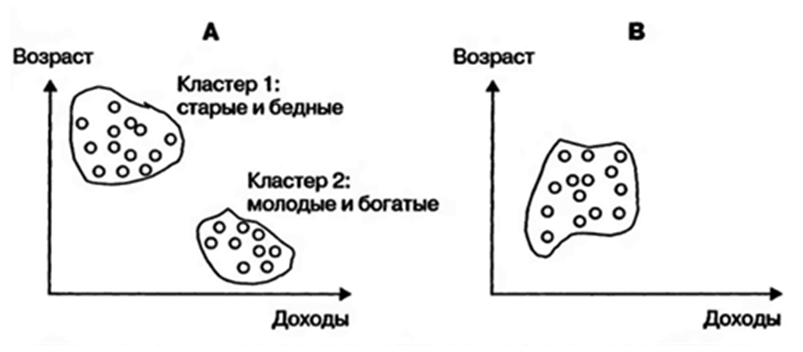 А
В
Возраст
Возраст
Кластер 1:
старые и бедные
Кластер 2:
молодые и богатые
Доходы
Доходы